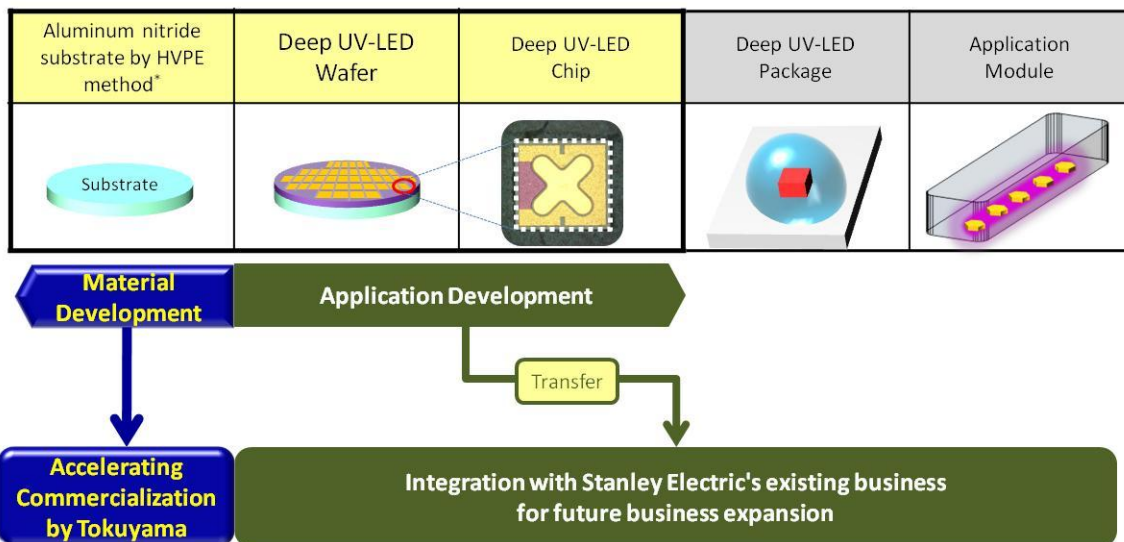 Aluminum nitride
substrate by HVPE
method*
Deep UV-LED
Wafer
Deep UV-LED
Chip
Deep UV-LED
Package
Application
Module
Substrate
Material
Development
Application Development
Transfer
Accelerating
Commercialization
by Tokuyama
Integration with Stanley Electric's existing business
for future business expansion